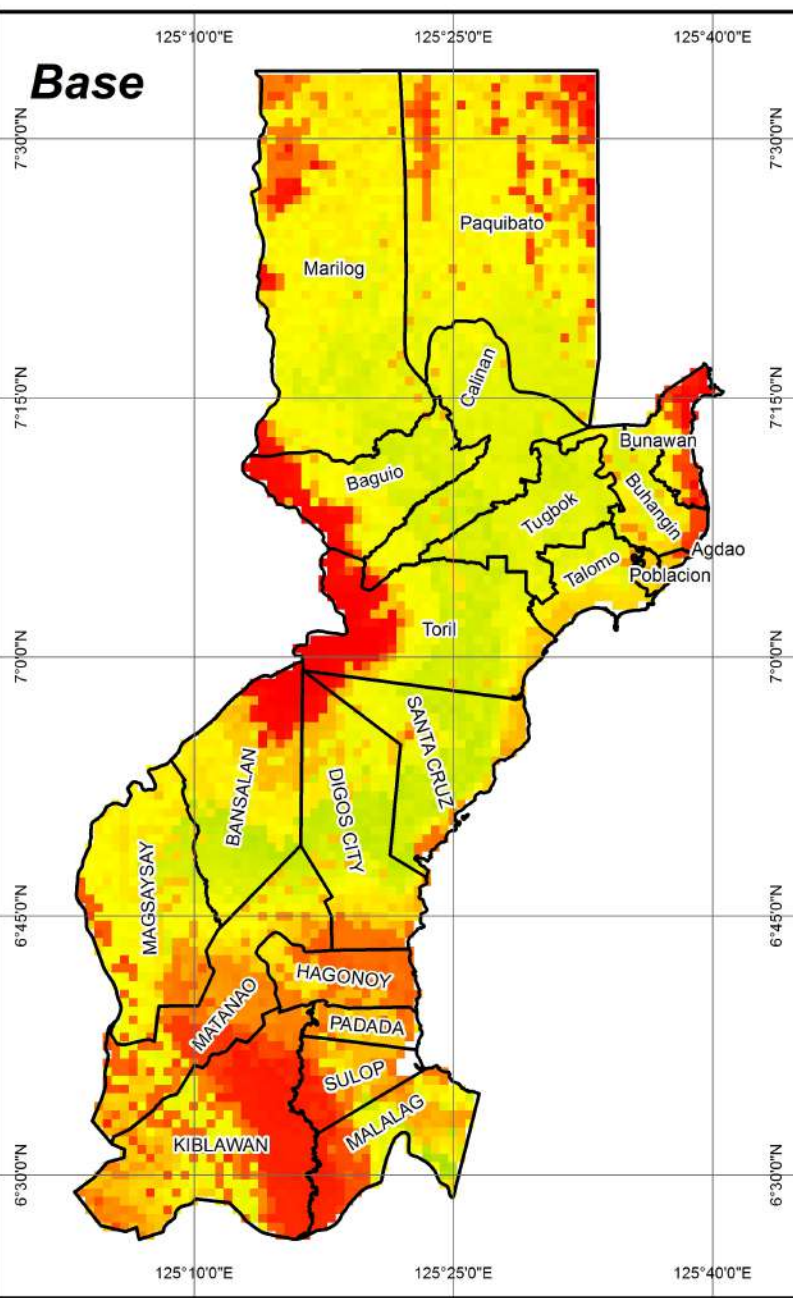 125°10'0"E
125°25'0"E
125°40'0"E
Base
7°30'0"N
7°30'0"N
Paquibato
Marilog
Calinan
7°15'0"N
7°15'0"N
Bunawan
Baguio
Buhangin
Tugbok
Agdao
Talomo
Poblacion
Toril
7°0'0"N
7°0'0"N
SANTA CRUZ
BANSALAN
DIGOS CITY
MAGSAYSAY
6°45'0"N
6°45'0"N
HAGONOY
MATANAO
PADADA
SULOP
MALALAG
KIBLAWAN
6°30'0"N
6°30'0"N
125°10'0"E
125°25'0"E
125°40'0"E